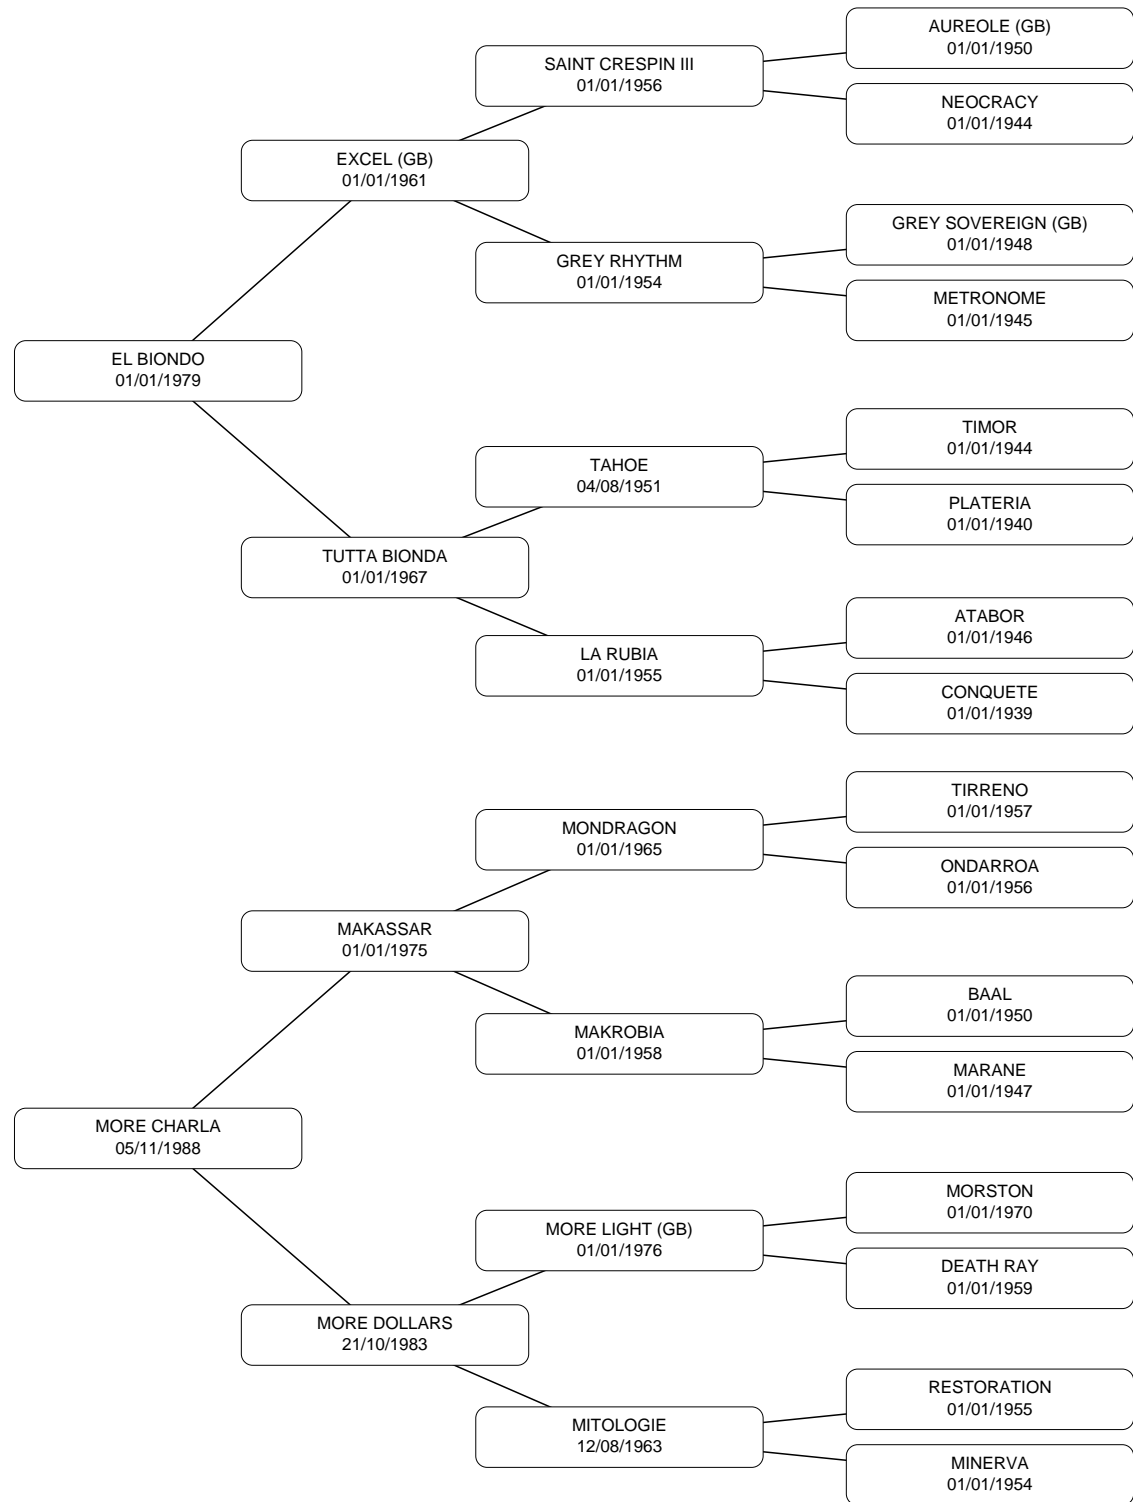 AUREOLE (GB)
01/01/1950
SAINT CRESPIN III
01/01/1956
NEOCRACY
01/01/1944
EXCEL (GB)
01/01/1961
GREY SOVEREIGN (GB)
01/01/1948
GREY RHYTHM
01/01/1954
METRONOME
01/01/1945
EL BIONDO
01/01/1979
TIMOR
01/01/1944
TAHOE
04/08/1951
PLATERIA
01/01/1940
TUTTA BIONDA
01/01/1967
ATABOR
01/01/1946
LA RUBIA
01/01/1955
CONQUETE
01/01/1939
TIRRENO
01/01/1957
MONDRAGON
01/01/1965
ONDARROA
01/01/1956
MAKASSAR
01/01/1975
BAAL
01/01/1950
MAKROBIA
01/01/1958
MARANE
01/01/1947
MORE CHARLA
05/11/1988
MORSTON
01/01/1970
MORE LIGHT (GB)
01/01/1976
DEATH RAY
01/01/1959
MORE DOLLARS
21/10/1983
RESTORATION
01/01/1955
MITOLOGIE
12/08/1963
MINERVA
01/01/1954